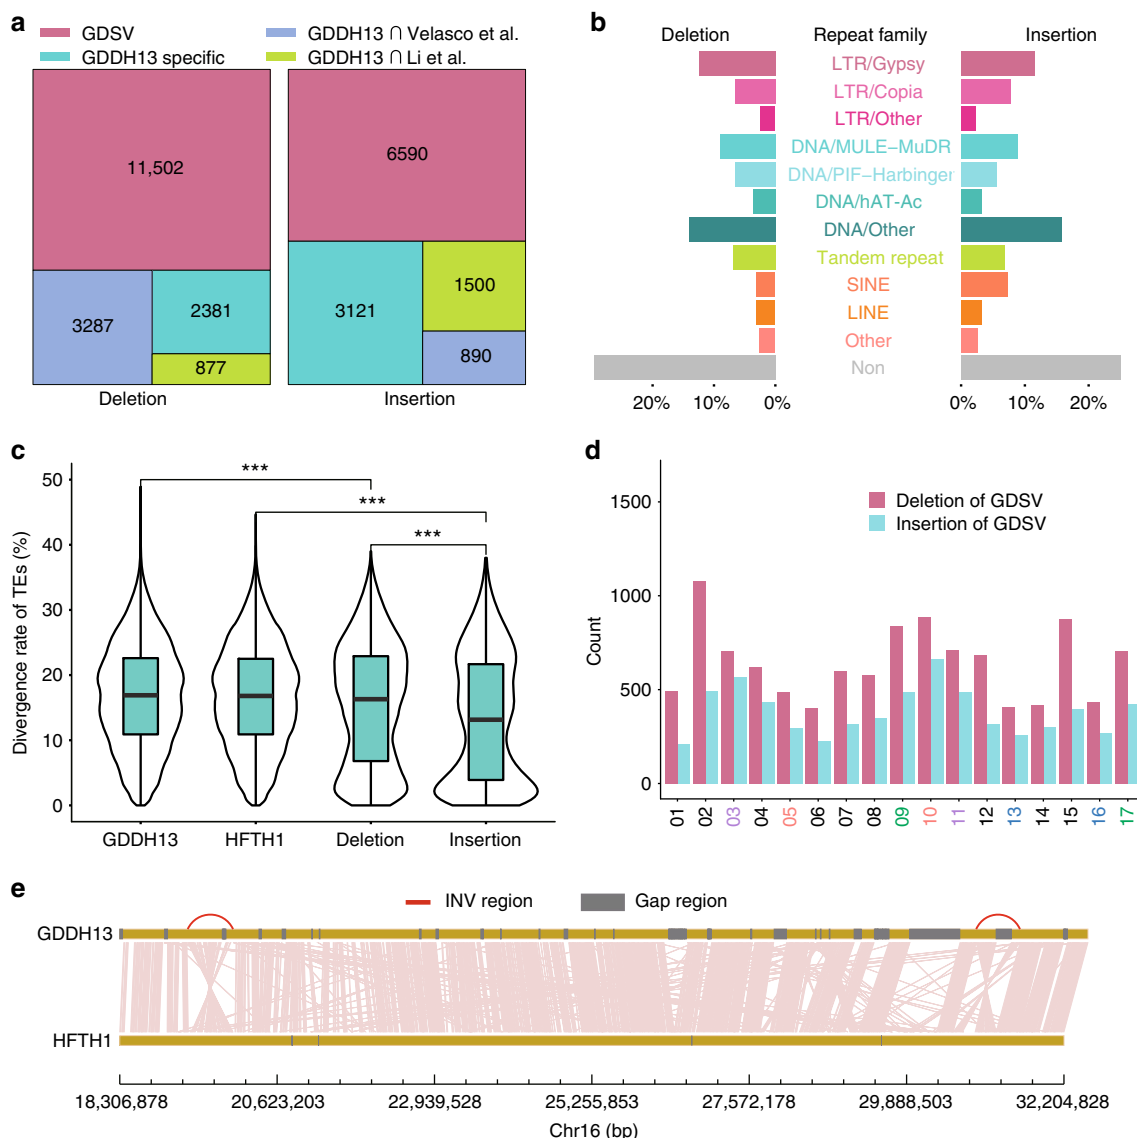 a
GDSV
GDDH13 specific
GDDH13 ∩ Velasco et al.
GDDH13 ∩ Li et al.
11,502
3287
2381
877
Deletion
6590
3121
1500
890
Insertion
b
Deletion Repeat family Insertion
LTR/Gypsy
LTR/Copia
LTR/Other
DNA/MULE−MuDR
DNA/PIF−Harbinger
DNA/hAT-Ac
DNA/Other
Tandem repeat
SINE
LINE
Other
Non
20% 10% 0% 0% 10% 20%
c
Divergence rate of TEs (%)
50
40
30
20
10
0
***
***
***
GDDH13 HFTH1 Deletion Insertion
d
Deletion of GDSV
Insertion of GDSV
Count
1500
1000
500
0
01 02 03 04 05 06 07 08 09 10 11 12 13 14 15 16 17
e
INV region Gap region
GDDH13
HFTH1
18,306,878 20,623,203 22,939,528 25,255,853 27,572,178 29,888,503 32,204,828
Chr16 (bp)